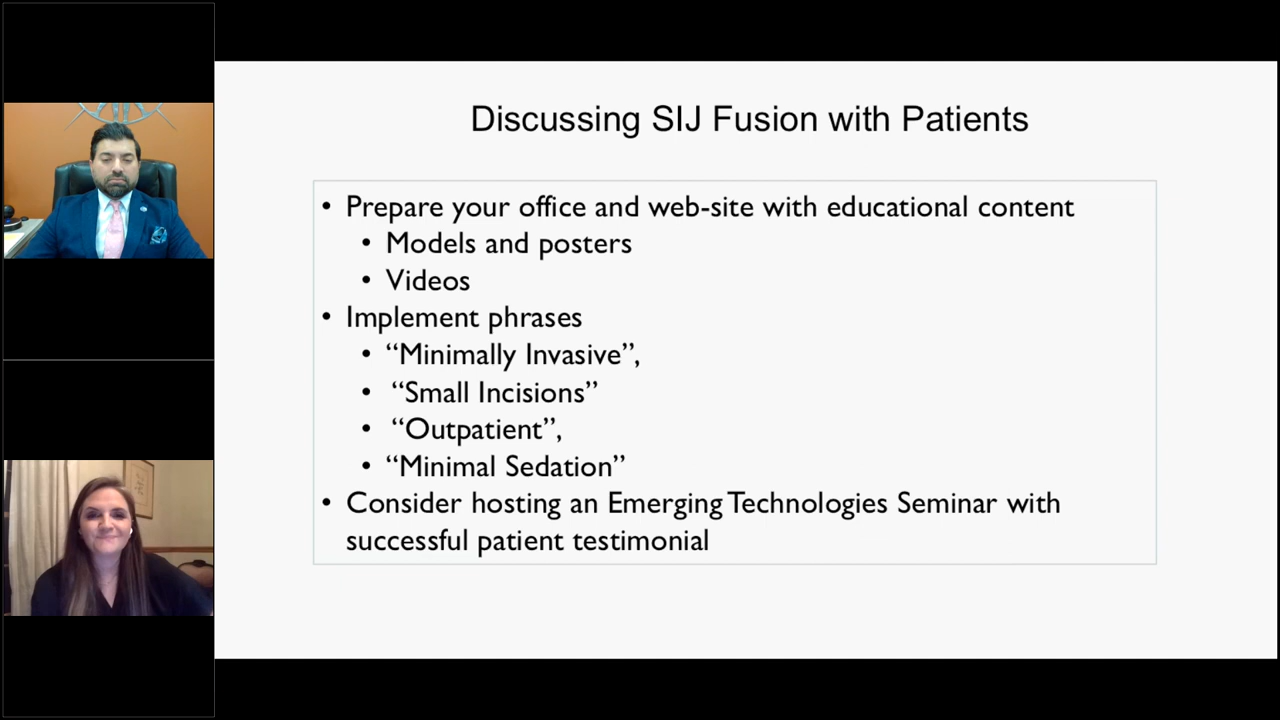 Discussing SIJ Fusion with Patients
• Prepare your office and web-site with educational content
• Models and posters
• Videos
• Implement phrases
• “Minimally Invasive”,
• “Small Incisions”
• “Outpatient”,
• “Minimal Sedation”
• Consider hosting an Emerging Technologies Seminar with
successful patient testimonial